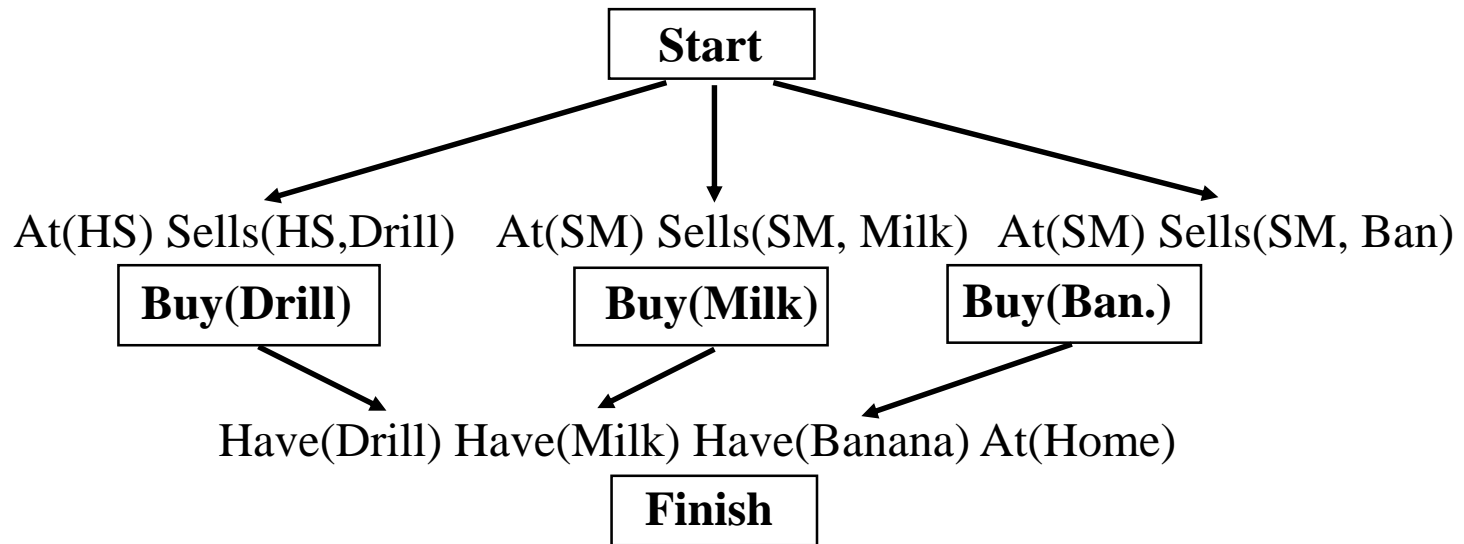 Start
At(HS) Sells(HS,Drill) At(SM) Sells(SM, Milk) At(SM) Sells(SM, Ban)
Buy(Drill) Buy(Milk) Buy(Ban.)
Have(Drill) Have(Milk) Have(Banana) At(Home)
Finish